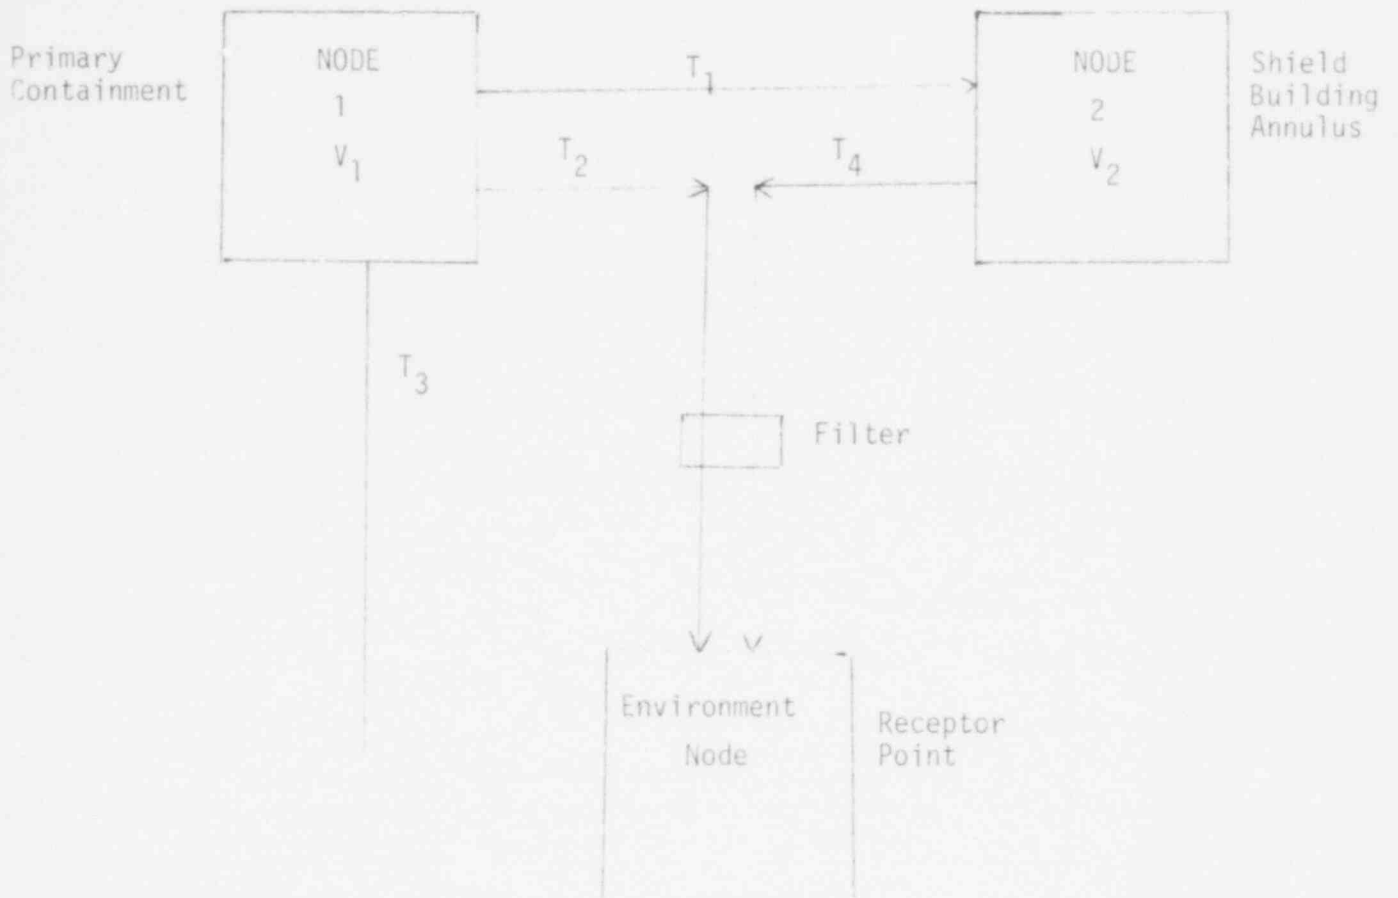 Primary
Containment
NODE
1
V₁
T₁
T₂
T₄
NODE
2
V₂
Shield
Building
Annulus
T₃
Filter
Environment
Node
Receptor
Point